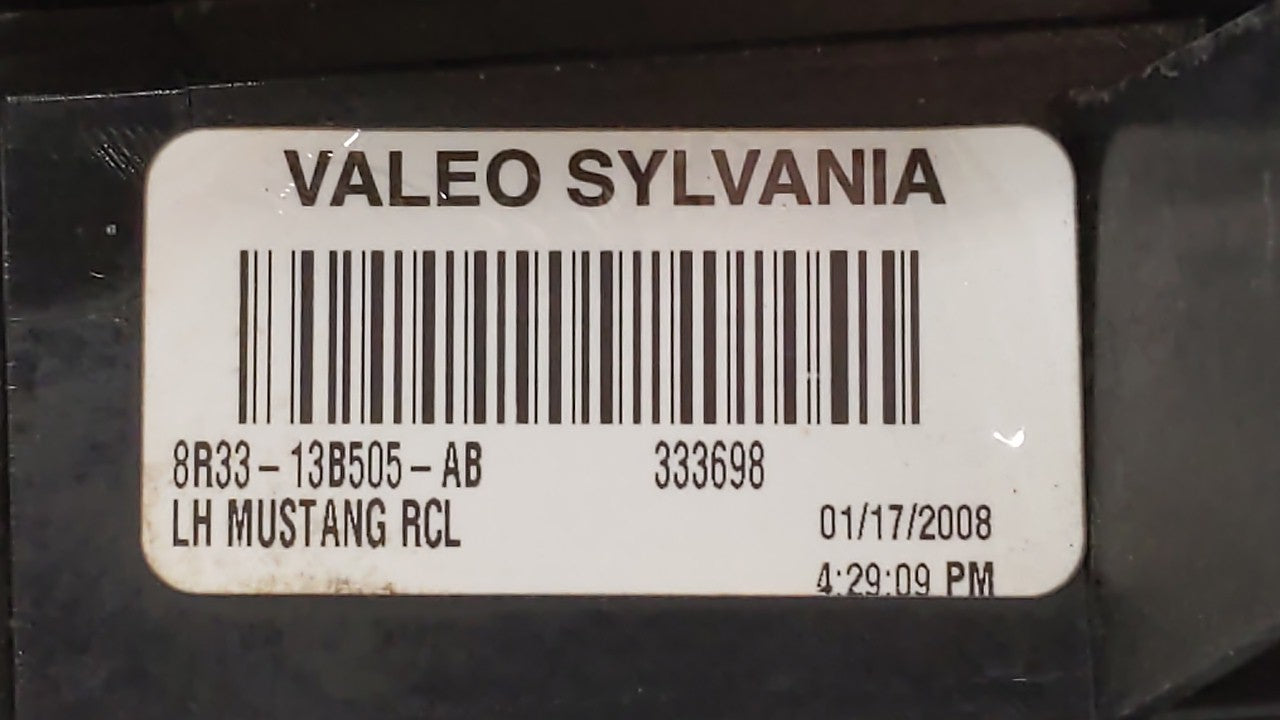 VALEO SYLVANIA
8R33-13B505-AB 333698
LH MUSTANG RCL
01/17/2008
4:29:09 PM